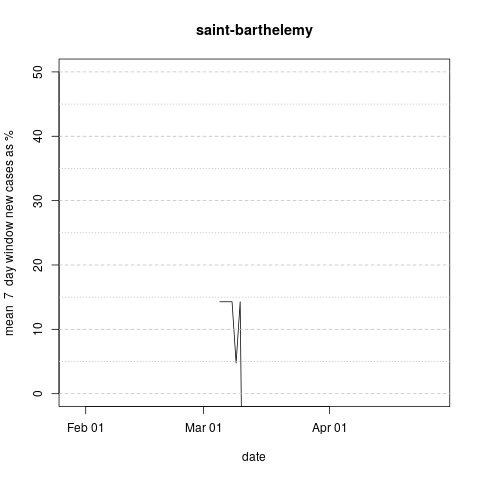 saint-barthelemy
mean 7 day window new cases as %
50
40
30
20
10
0
Feb 01
Mar 01
Apr 01
date